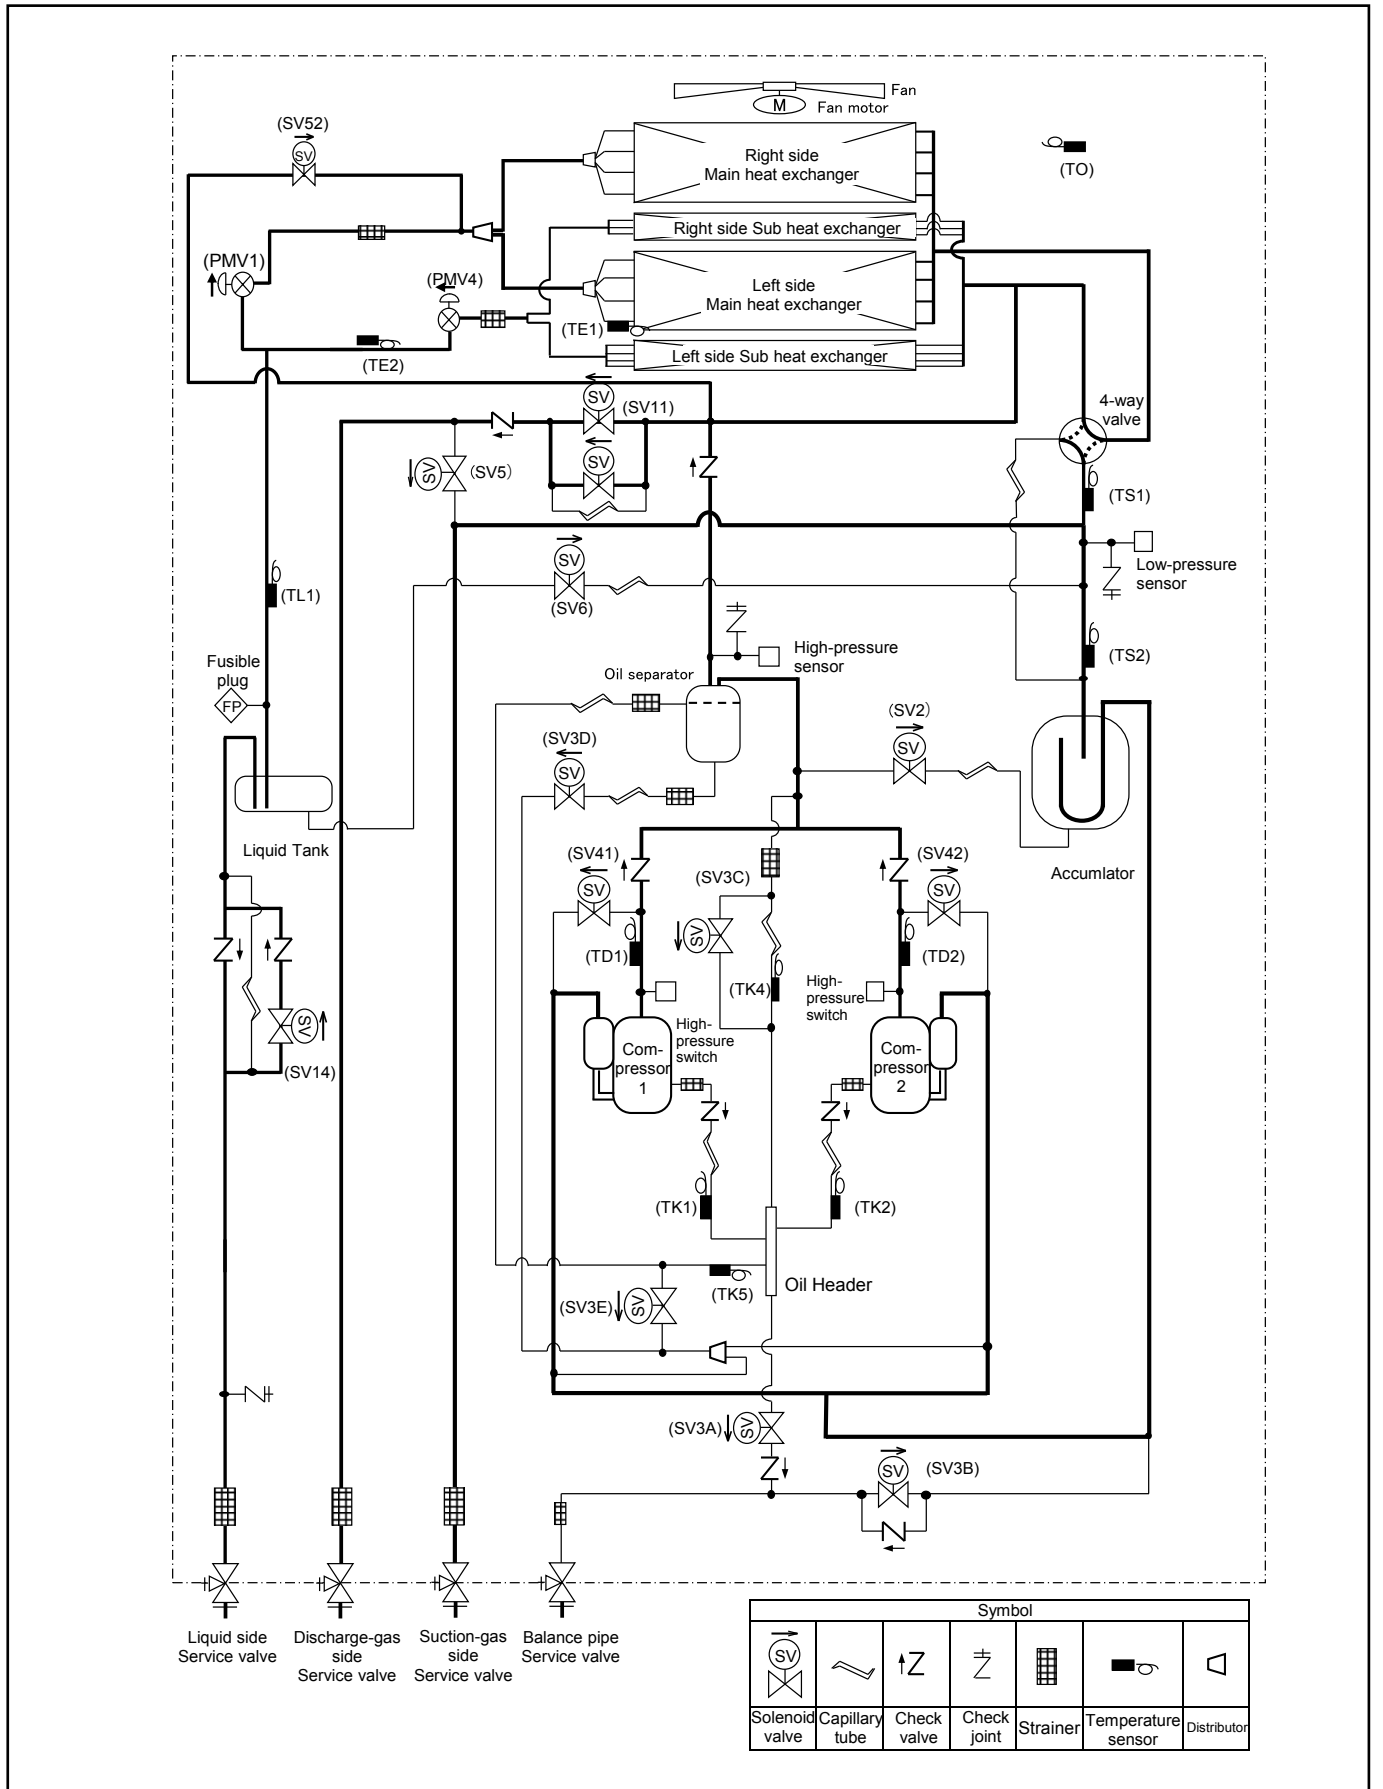 Fan
M
Fan motor
(SV52)
SV
(TO)
Right side
Main heat exchanger
Right side Sub heat exchanger
(PMV1)
(PMV4)
Left side
Main heat exchanger
(TE1)
(TE2)
Left side Sub heat exchanger
4-way
valve
SV
(SV11)
SV
(SV5)
SV
(TS1)
SV
(SV6)
Low-pressure
sensor
(TL1)
(TS2)
High-pressure
sensor
Fusible
plug
FP
Oil separator
(SV2)
SV
(SV3D)
SV
Liquid Tank
Accumlator
(SV41)
SV
(SV3C)
SV
(SV42)
SV
(TD1)
(TD2)
(TK4)
High-
pressure
switch
High-
pressure
switch
Com-
pressor
1
Com-
pressor
2
SV
(SV14)
(TK1)
(TK2)
Oil Header
(TK5)
(SV3E)
SV
(SV3A)
SV
SV
(SV3B)
Liquid side
Service valve
Discharge-gas
side
Service valve
Suction-gas
side
Service valve
Balance pipe
Service valve
Symbol
SV
Solenoid
valve
Capillary
tube
Check
valve
Check
joint
Strainer
Temperature
sensor
Distributor